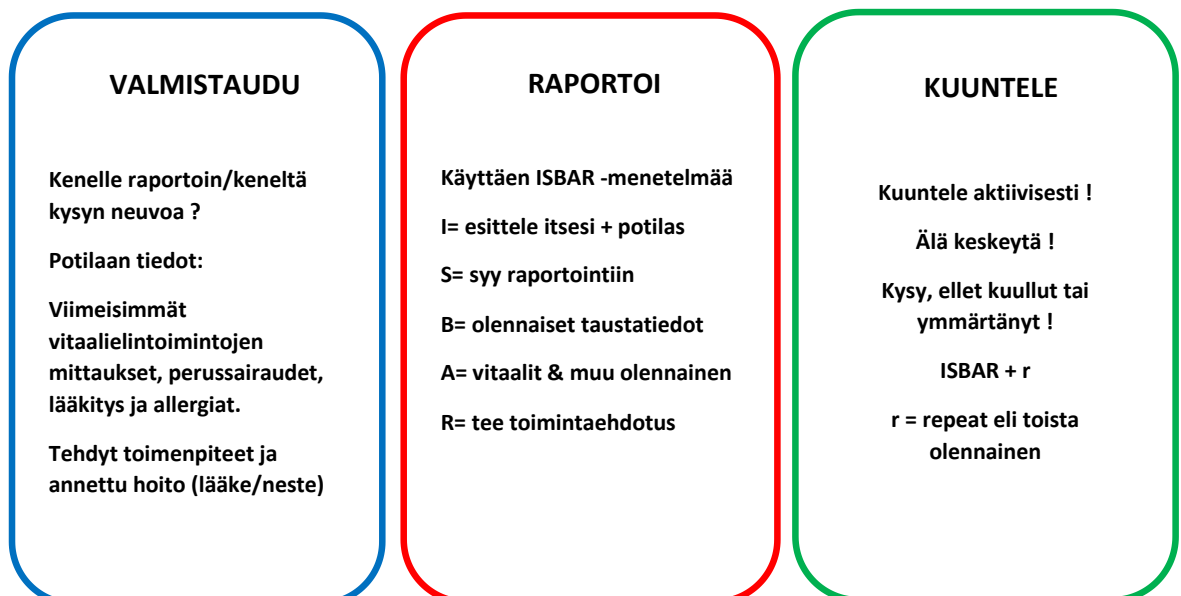 VALMISTAUDU
Kenelle raportoin/keneltä
kysyn neuvoa ?
Potilaan tiedot:
Viimeisimmät
vitaalielintoimintojen
mittaukset, perussairaudet,
lääkitys ja allergiat.
Tehdyt toimenpiteet ja
annettu hoito (lääke/neste)
RAPORTOI
Käyttäen ISBAR -menetelmää
I= esittele itsesi + potilas
S= syy raportointiin
B= olennaiset taustatiedot
A= vitaalit & muu olennainen
R= tee toimintaehdotus
KUUNTELE
Kuuntele aktiivisesti !
Älä keskeytä !
Kysy, ellet kuullut tai
ymmärtänyt !
ISBAR + r
r = repeat eli toista
olennainen